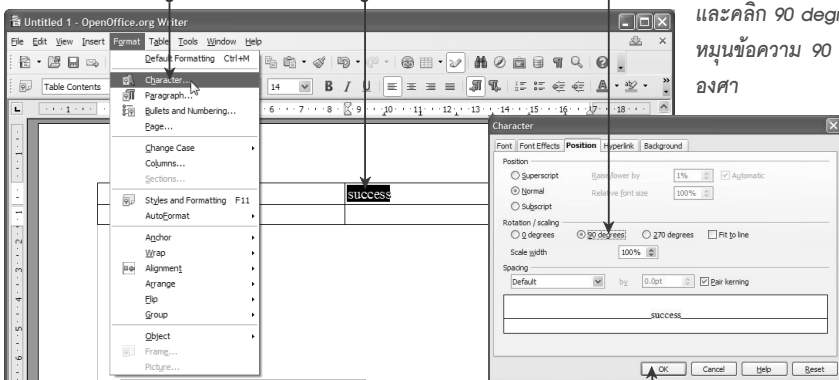 Untitled 1 - OpenOffice.org Writer
File Edit View Insert Format Table Tools Window Help
Default Formatting Ctrl+M
Table Contents
14
B I U
Character...
Paragraph...
Bullets and Numbering...
Page...
Change Case
Columns...
Sections...
Styles and Formatting F11
AutoFormat
Anchor
Wrap
Alignment
Arrange
Flip
Group
Object
Frame...
Picture...
success
และคลิก 90 degr
หมุนข้อความ 90
องศา
Character
Font Font Effects Position Hyperlink Background
Position
Superscript Raise/lower by 1% Automatic
Normal Relative font size 100%
Subscript
Rotation / scaling
0 degrees 90 degrees 270 degrees Fit to line
Scale width 100%
Spacing
Default by 0.0pt Pair kerning
success
OK Cancel Help Reset